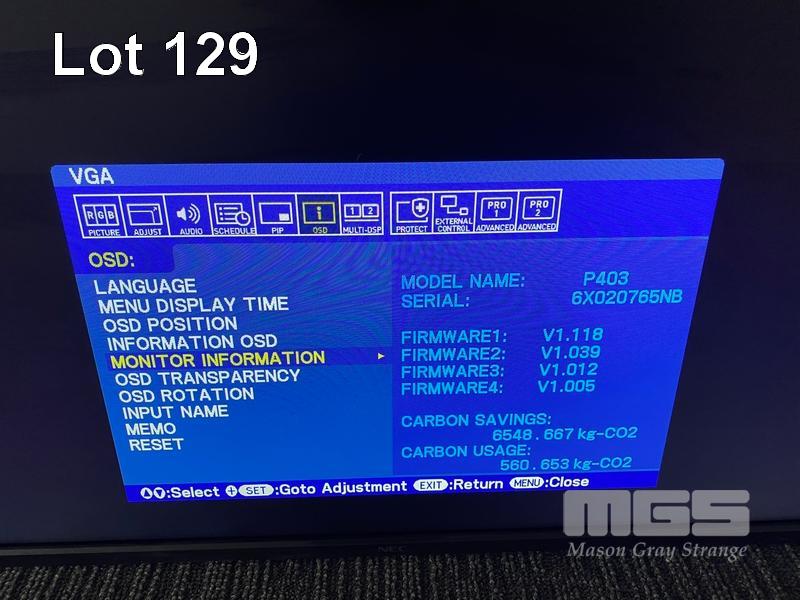 Lot 129
VGA
RGB
PICTURE
ADJUST
AUDIO
SCHEDULE
PIP
i
OSD
1 2
MULTI-DSP
PROTECT
EXTERNAL
CONTROL
PRO
1
ADVANCED
PRO
2
ADVANCED
OSD:
LANGUAGE
MENU DISPLAY TIME
OSD POSITION
INFORMATION OSD
MONITOR INFORMATION
OSD TRANSPARENCY
OSD ROTATION
INPUT NAME
MEMO
RESET
MODEL NAME: P403
SERIAL: 6X020765NB
FIRMWARE1: V1.118
FIRMWARE2: V1.039
FIRMWARE3: V1.012
FIRMWARE4: V1.005
CARBON SAVINGS:
6548.667 kg-CO2
CARBON USAGE:
560.653 kg-CO2
:Select SET :Goto Adjustment EXIT :Return MENU :Close
NEC
MGS
Mason Gray Strange